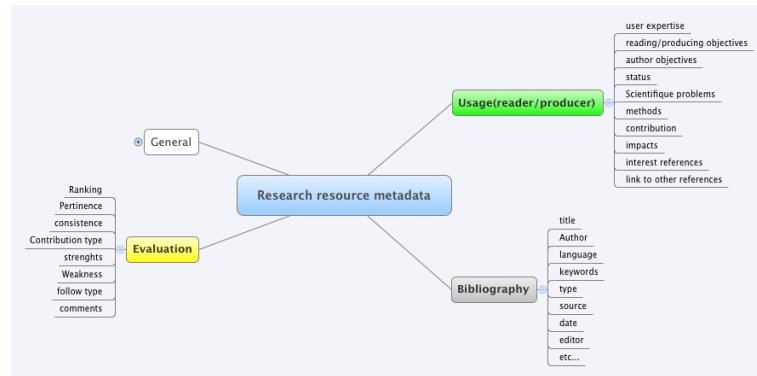 user expertise
reading/producing objectives
author objectives
status
Scientifique problems
methods
contribution
impacts
interest references
link to other references
Usage(reader/producer)
General
Research resource metadata
Ranking
Pertinence
consistence
Contribution type
strenghts
Weakness
follow type
comments
Evaluation
Bibliography
title
Author
language
keywords
type
source
date
editor
etc...